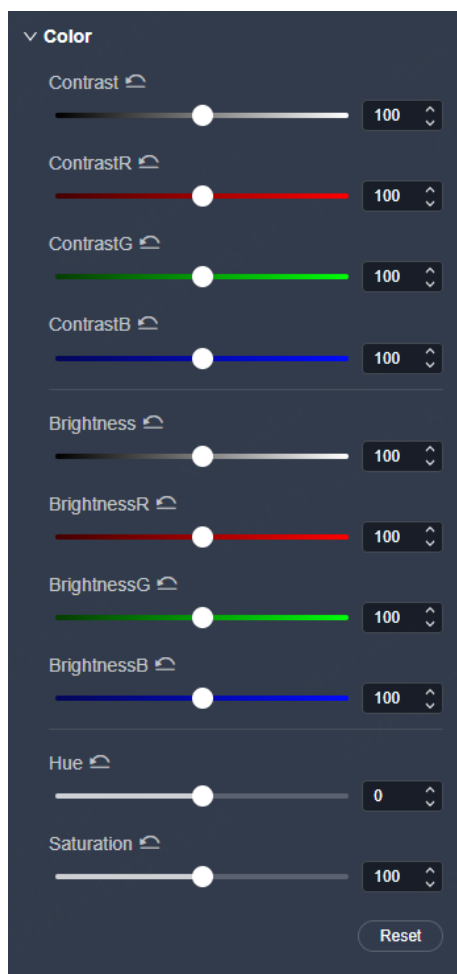 Color
Contrast
100
ContrastR
100
ContrastG
100
ContrastB
100
Brightness
100
BrightnessR
100
BrightnessG
100
BrightnessB
100
Hue
0
Saturation
100
Reset